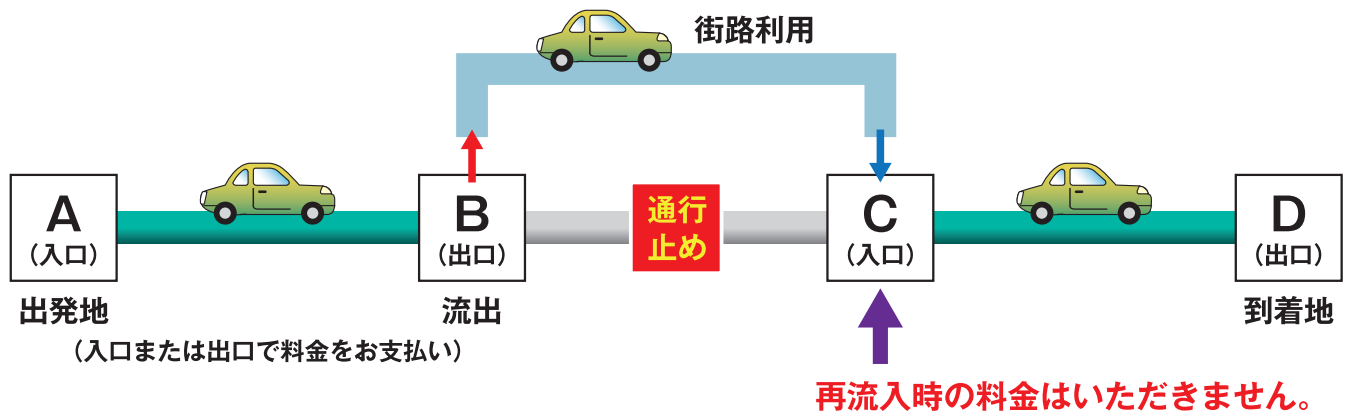 街路利用
A
(入口)
B
(出口)
通行
止め
C
(入口)
D
(出口)
出発地
流出
到着地
(入口または出口で料金をお支払い)
再流入時の料金はいただきません。